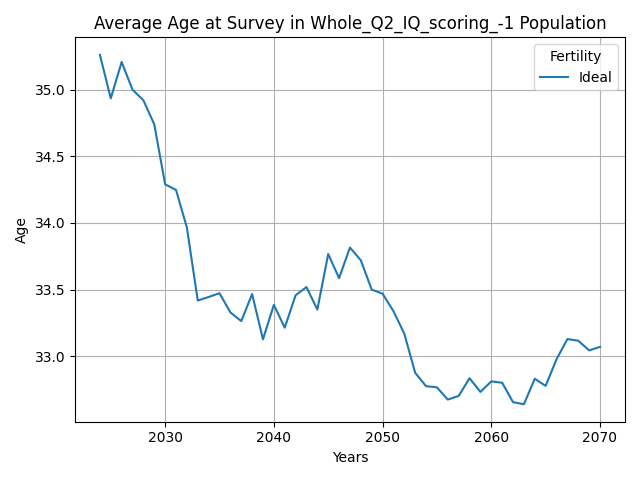 Average Age at Survey in Whole_Q2_IQ_scoring_-1 Population
Fertility
Ideal
35.0
34.5
34.0
33.5
33.0
Age
2030 2040 2050 2060 2070
Years